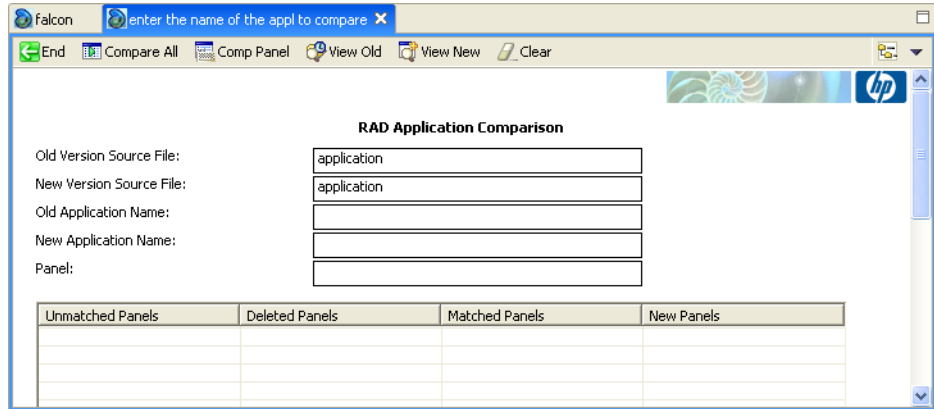 falcon enter the name of the appl to compare
End Compare All Comp Panel View Old View New Clear
hp
RAD Application Comparison
Old Version Source File: application
New Version Source File: application
Old Application Name:
New Application Name:
Panel:
Unmatched Panels Deleted Panels Matched Panels New Panels